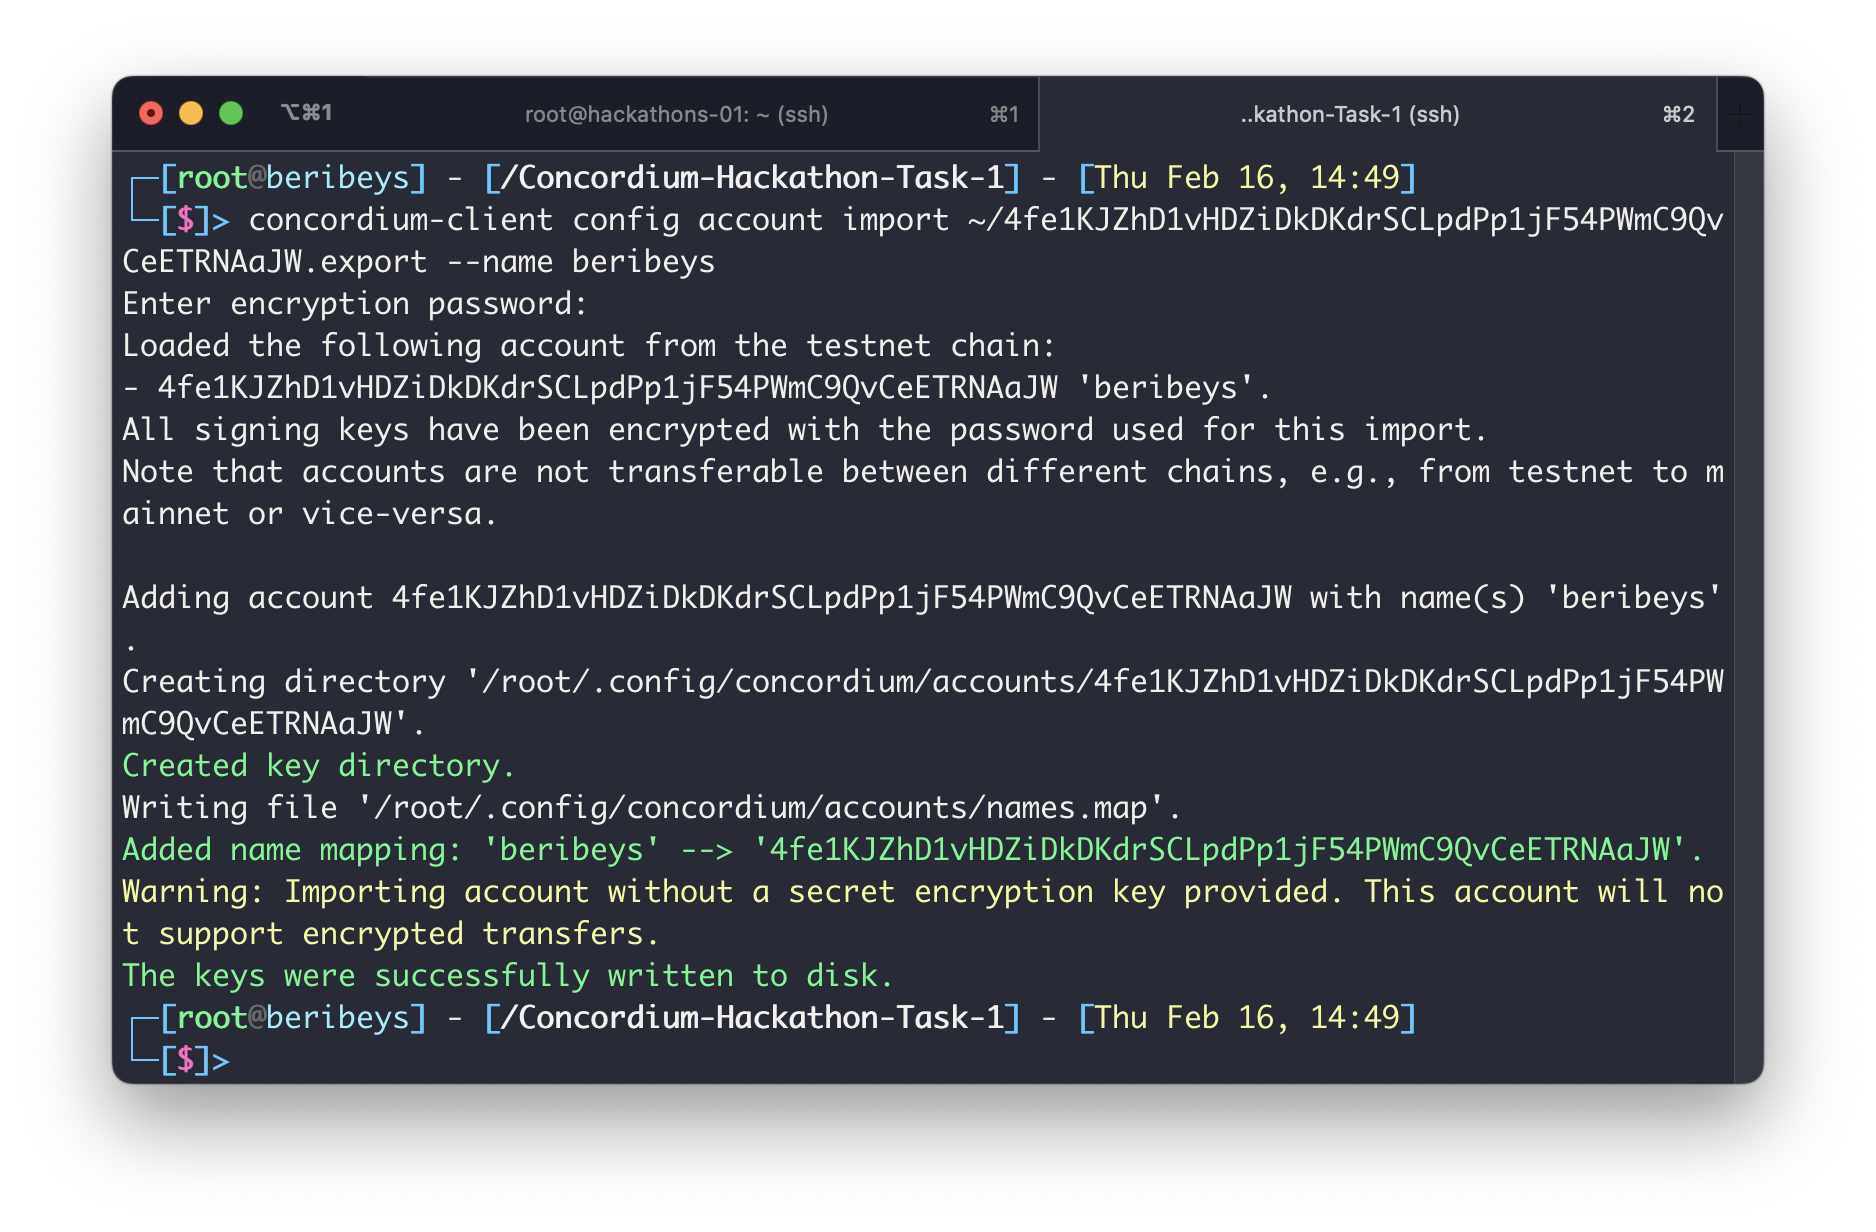 ⌥⌘1 root@hackathons-01: ~ (ssh) ⌘1 ..kathon-Task-1 (ssh) ⌘2 +
┌─[root@beribeys] - [/Concordium-Hackathon-Task-1] - [Thu Feb 16, 14:49]
└─[$]> concordium-client config account import ~/4fe1KJZhD1vHDZiDkDKdrSCLpdPp1jF54PWmC9Qv
CeETRNAaJW.export --name beribeys
Enter encryption password:
Loaded the following account from the testnet chain:
- 4fe1KJZhD1vHDZiDkDKdrSCLpdPp1jF54PWmC9QvCeETRNAaJW 'beribeys'.
All signing keys have been encrypted with the password used for this import.
Note that accounts are not transferable between different chains, e.g., from testnet to m
ainnet or vice-versa.

Adding account 4fe1KJZhD1vHDZiDkDKdrSCLpdPp1jF54PWmC9QvCeETRNAaJW with name(s) 'beribeys'
.
Creating directory '/root/.config/concordium/accounts/4fe1KJZhD1vHDZiDkDKdrSCLpdPp1jF54PW
mC9QvCeETRNAaJW'.
Created key directory.
Writing file '/root/.config/concordium/accounts/names.map'.
Added name mapping: 'beribeys' --> '4fe1KJZhD1vHDZiDkDKdrSCLpdPp1jF54PWmC9QvCeETRNAaJW'.
Warning: Importing account without a secret encryption key provided. This account will no
t support encrypted transfers.
The keys were successfully written to disk.
┌─[root@beribeys] - [/Concordium-Hackathon-Task-1] - [Thu Feb 16, 14:49]
└─[$]>